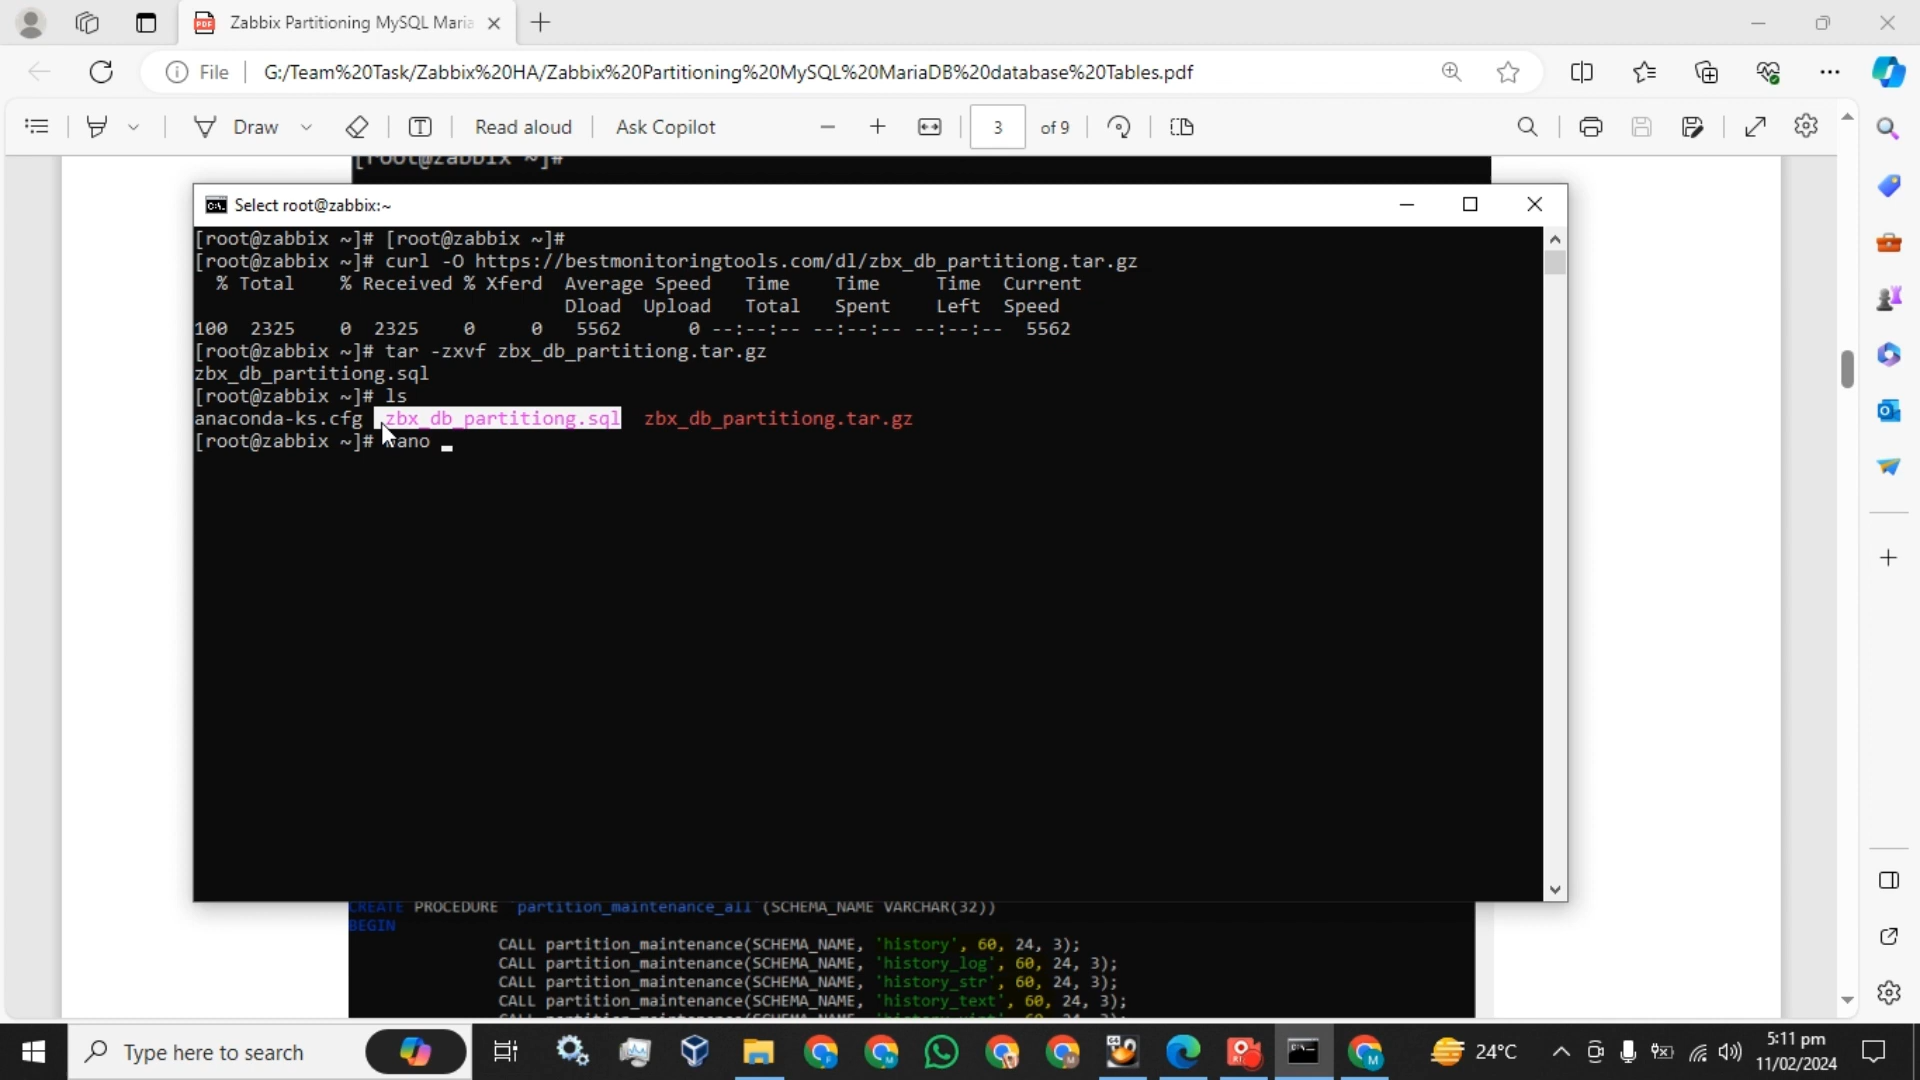 Zabbix Partitioning MySQL Maria
File
G:/Team%20Task/Zabbix%20HA/Zabbix%20Partitioning%20MySQL%20MariaDB%20database%20Tables.pdf
Draw
Read aloud
Ask Copilot
3
of 9
[root@zabbix ~]#
Select root@zabbix:~
[root@zabbix ~]# [root@zabbix ~]#
[root@zabbix ~]# curl -O https://bestmonitoringtools.com/dl/zbx_db_partitiong.tar.gz
% Total % Received % Xferd Average Speed Time Time Time Current
Dload Upload Total Spent Left Speed
100 2325 0 2325 0 0 5562 0 --:--:-- --:--:-- --:--:-- 5562
[root@zabbix ~]# tar -zxvf zbx_db_partitiong.tar.gz
zbx_db_partitiong.sql
[root@zabbix ~]# ls
anaconda-ks.cfg zbx_db_partitiong.sql zbx_db_partitiong.tar.gz
[root@zabbix ~]# nano
CREATE PROCEDURE `partition_maintenance_all`(SCHEMA_NAME VARCHAR(32))
BEGIN
CALL partition_maintenance(SCHEMA_NAME, 'history', 60, 24, 3);
CALL partition_maintenance(SCHEMA_NAME, 'history_log', 60, 24, 3);
CALL partition_maintenance(SCHEMA_NAME, 'history_str', 60, 24, 3);
CALL partition_maintenance(SCHEMA_NAME, 'history_text', 60, 24, 3);
Type here to search
24°C
5:11 pm
11/02/2024